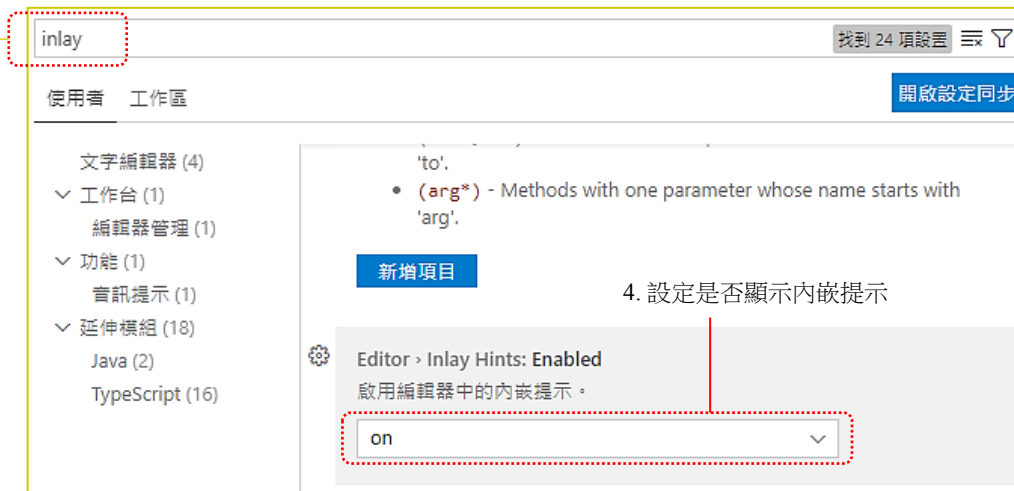 inlay
找到 24 項設置
使用者 工作區
開啟設定同步
文字編輯器 (4)
工作台 (1)
編輯器管理 (1)
功能 (1)
音訊提示 (1)
延伸模組 (18)
Java (2)
TypeScript (16)
'to'.
(arg*) - Methods with one parameter whose name starts with
'arg'.
新增項目
4. 設定是否顯示內嵌提示
Editor › Inlay Hints: Enabled
啟用編輯器中的內嵌提示。
on